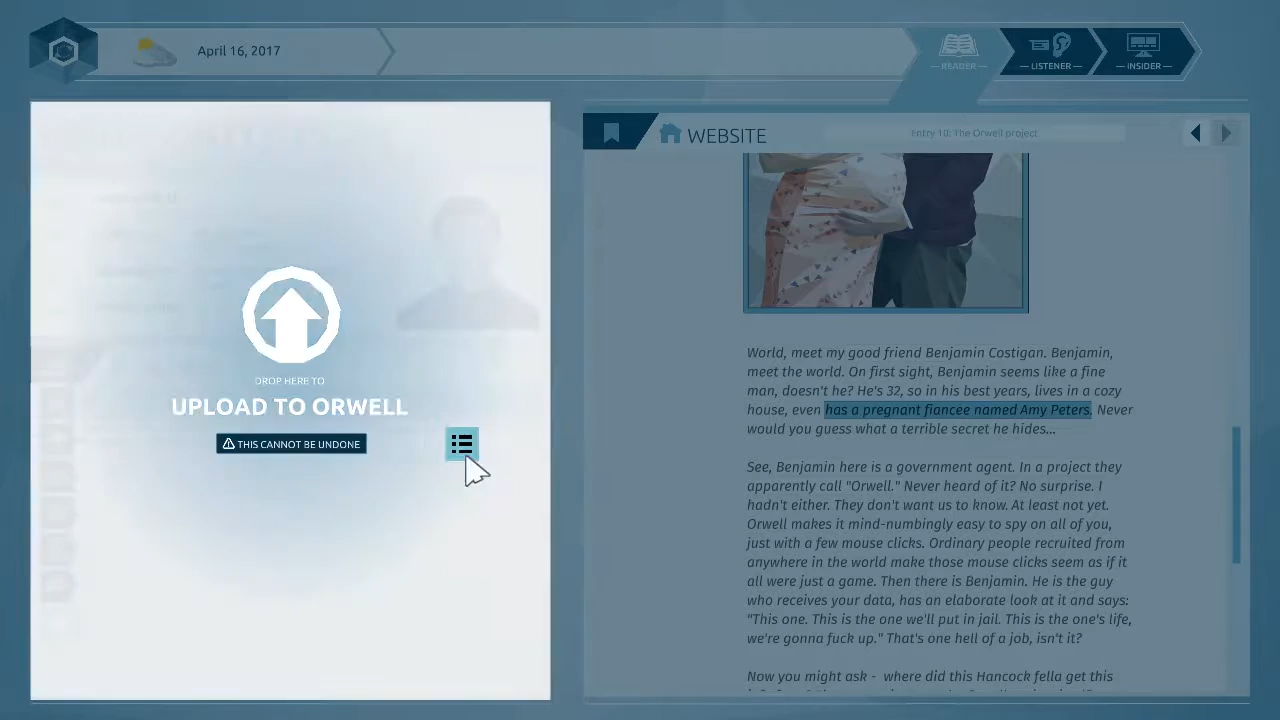 April 16, 2017
READER
LISTENER
INSIDER
DROP HERE TO
UPLOAD TO ORWELL
THIS CANNOT BE UNDONE
WEBSITE
Entry 10: The Orwell project
World, meet my good friend Benjamin Costigan. Benjamin,
meet the world. On first sight, Benjamin seems like a fine
man, doesn't he? He's 32, so in his best years, lives in a cozy
house, even has a pregnant fiancée named Amy Peters. Never
would you guess what a terrible secret he hides...
See, Benjamin here is a government agent. In a project they
apparently call "Orwell." Never heard of it? No surprise. I
hadn't either. They don't want us to know. At least not yet.
Orwell makes it mind-numbingly easy to spy on all of you,
just with a few mouse clicks. Ordinary people recruited from
anywhere in the world make those mouse clicks seem as if it
all were just a game. Then there is Benjamin. He is the guy
who receives your data, has an elaborate look at it and says:
"This one. This is the one we'll put in jail. This is the one's life,
we're gonna fuck up." That's one hell of a job, isn't it?
Now you might ask - where did this Hancock fella get this